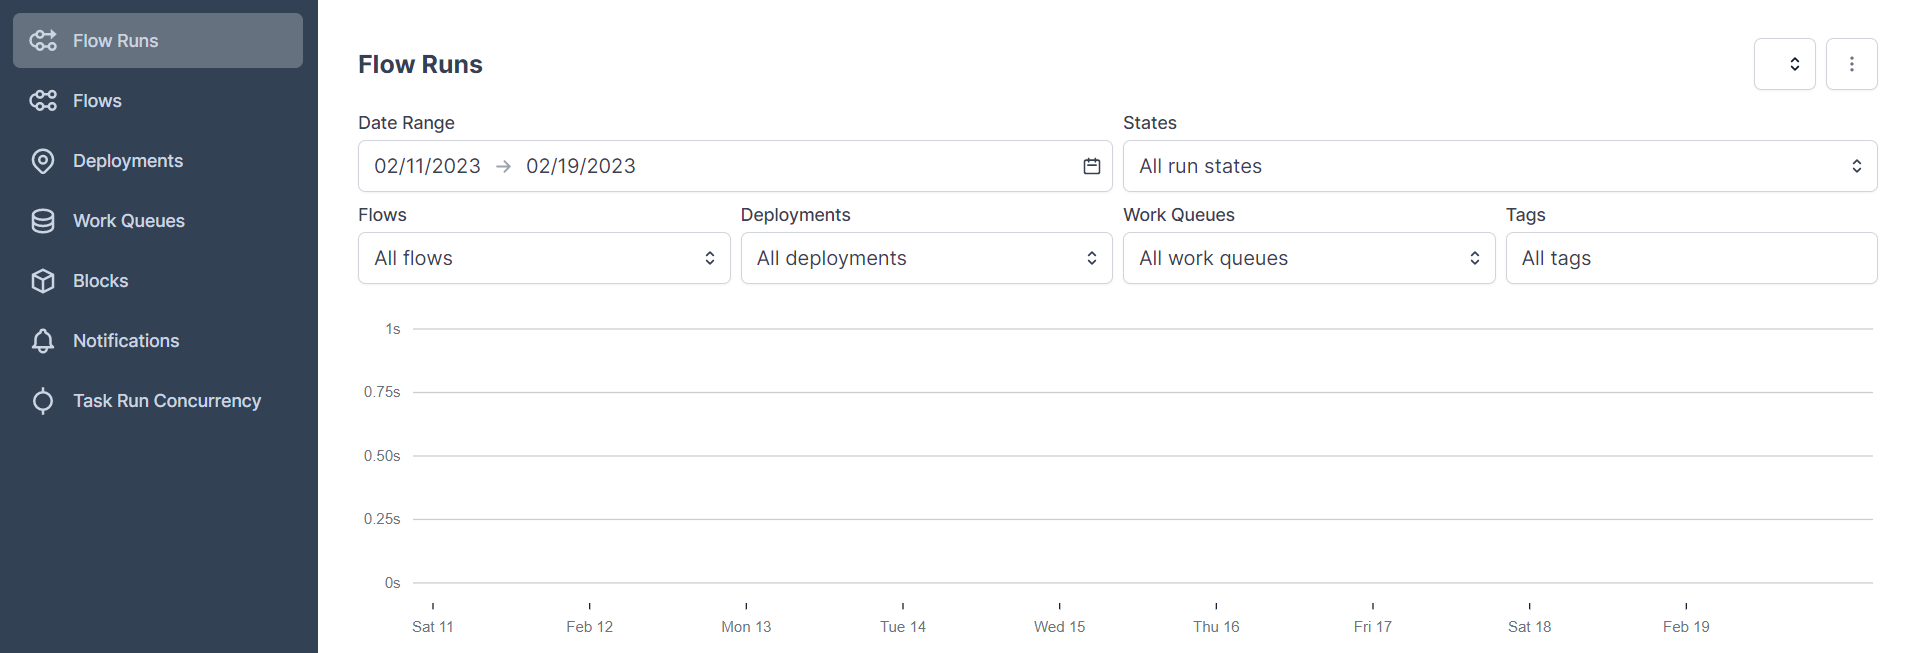 Flow Runs
Flows
Deployments
Work Queues
Blocks
Notifications
Task Run Concurrency
Flow Runs
Date Range
States
02/11/2023 → 02/19/2023
All run states
Flows
Deployments
Work Queues
Tags
All flows
All deployments
All work queues
All tags
1s
0.75s
0.50s
0.25s
0s
Sat 11
Feb 12
Mon 13
Tue 14
Wed 15
Thu 16
Fri 17
Sat 18
Feb 19